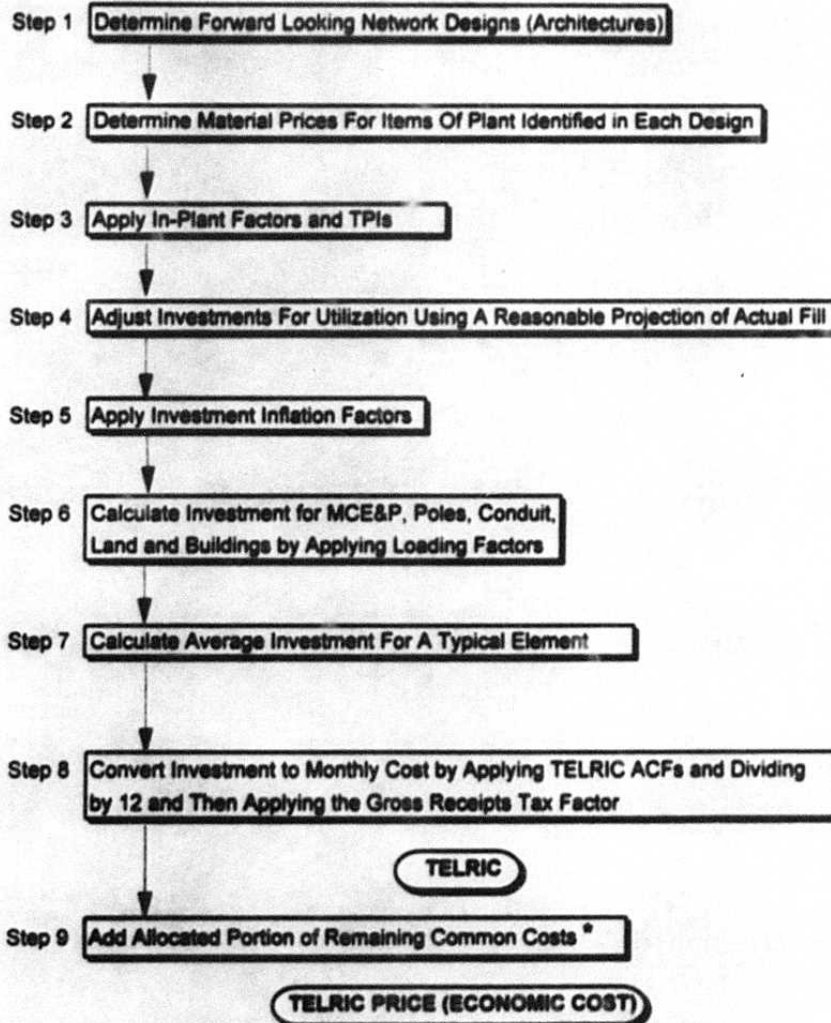 Step 1 Determine Forward Looking Network Designs (Architectures)
Step 2 Determine Material Prices For Items Of Plant Identified in Each Design
Step 3 Apply In-Plant Factors and TPIs
Step 4 Adjust Investments For Utilization Using A Reasonable Projection of Actual Fill
Step 5 Apply Investment Inflation Factors
Step 6 Calculate Investment for MCE&P, Poles, Conduit,
Land and Buildings by Applying Loading Factors
Step 7 Calculate Average Investment For A Typical Element
Step 8 Convert Investment to Monthly Cost by Applying TELRIC ACFs and Dividing
by 12 and Then Applying the Gross Receipts Tax Factor
TELRIC
Step 9 Add Allocated Portion of Remaining Common Costs *
TELRIC PRICE (ECONOMIC COST)